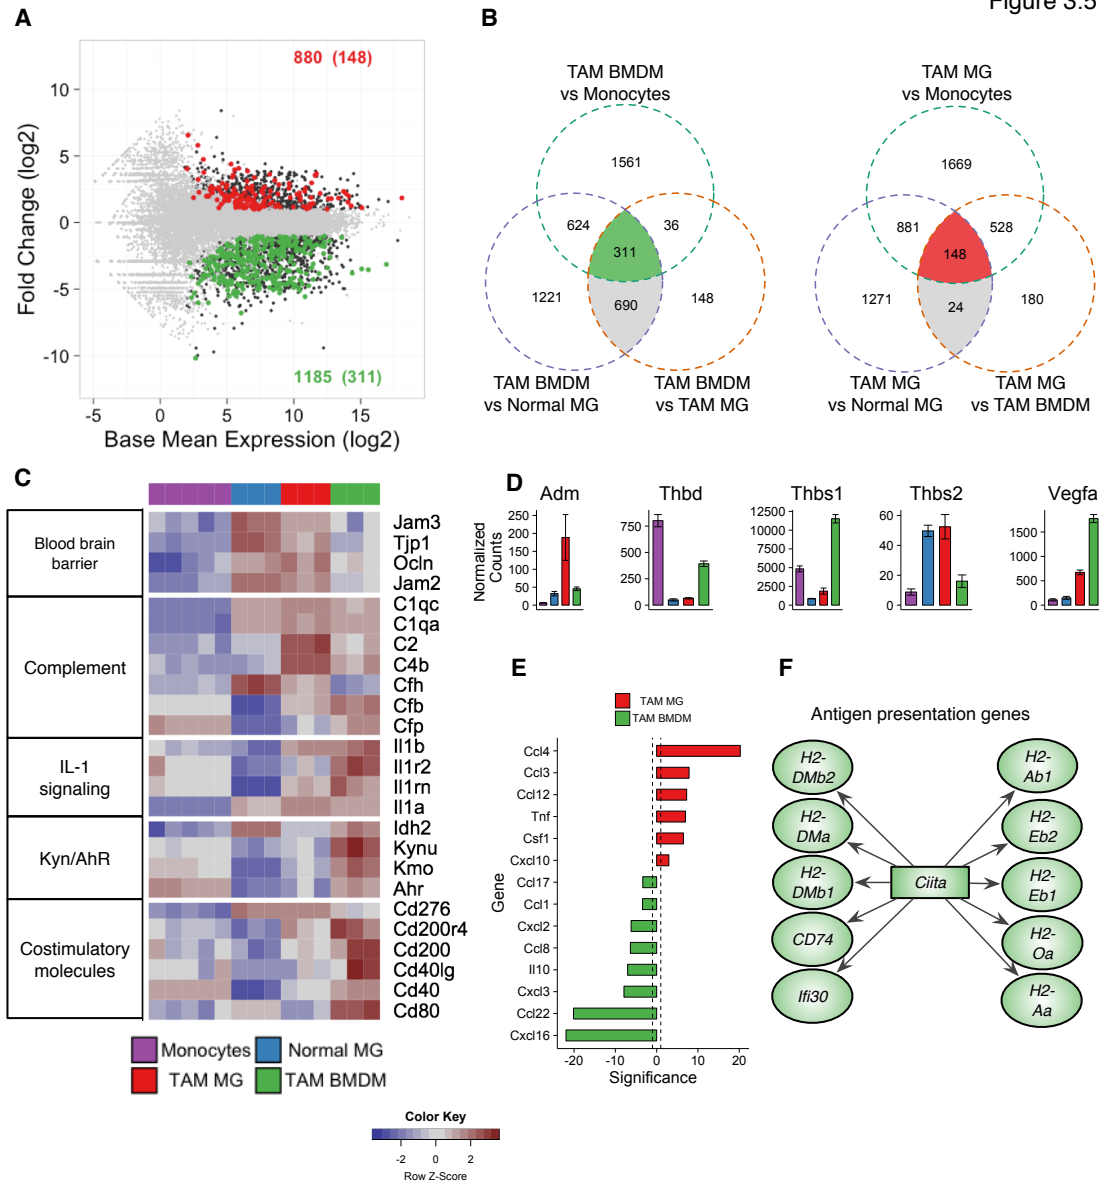 Figure 3.5
A
880 (148)
10
5
0
-5
-10
Fold Change (log2)
1185 (311)
-5
0
5
10
15
Base Mean Expression (log2)
B
TAM BMDM
vs Monocytes
1561
624
36
311
1221
690
148
TAM BMDM
vs Normal MG
TAM BMDM
vs TAM MG
TAM MG
vs Monocytes
1669
881
528
148
1271
24
180
TAM MG
vs Normal MG
TAM MG
vs TAM BMDM
C
Blood brain
barrier
Jam3
Tjp1
Ocln
Jam2
Complement
C1qc
C1qa
C2
C4b
Cfh
Cfb
Cfp
IL-1
signaling
Il1b
Il1r2
Il1rn
Il1a
Kyn/AhR
Idh2
Kynu
Kmo
Ahr
Costimulatory
molecules
Cd276
Cd200r4
Cd200
Cd40lg
Cd40
Cd80
Monocytes
Normal MG
TAM MG
TAM BMDM
Color Key
-2
0
2
Row Z-Score
D
Normalized
Counts
Adm
250
200
150
100
50
0
Thbd
750
500
250
0
Thbs1
12500
10000
7500
5000
2500
0
Thbs2
60
40
20
0
Vegfa
1500
1000
500
0
E
TAM MG
TAM BMDM
Gene
Ccl4
Ccl3
Ccl12
Tnf
Csf1
Cxcl10
Ccl17
Ccl1
Cxcl2
Ccl8
Il10
Cxcl3
Ccl22
Cxcl16
-20
-10
0
10
20
Significance
F
Antigen presentation genes
H2-
DMb2
H2-
DMa
H2-
DMb1
CD74
Ifi30
Ciita
H2-
Ab1
H2-
Eb2
H2-
Eb1
H2-
Oa
H2-
Aa